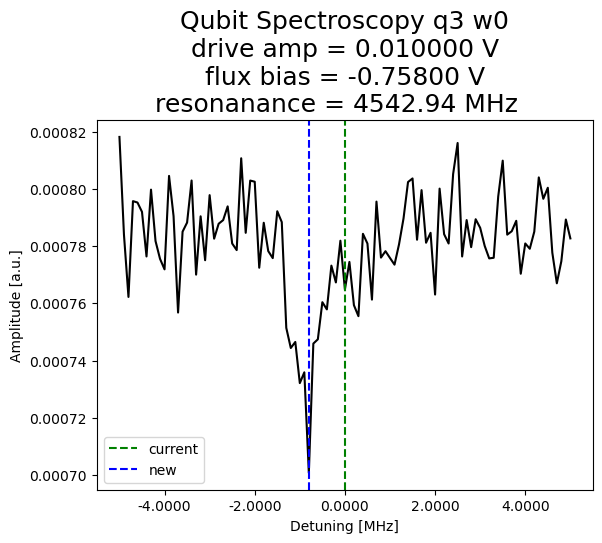 Qubit Spectroscopy q3 w0
drive amp = 0.010000 V
flux bias = -0.75800 V
resonanance = 4542.94 MHz
0.00082
0.00080
0.00078
0.00076
0.00074
0.00072
0.00070
Amplitude [a.u.]
current
new
-4.0000
-2.0000
0.0000
2.0000
4.0000
Detuning [MHz]